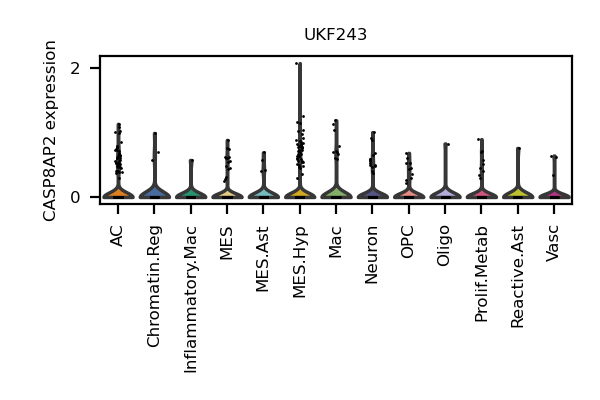 UKF243
CASP8AP2 expression
2
0
AC
Chromatin.Reg
Inflammatory.Mac
MES
MES.Ast
MES.Hyp
Mac
Neuron
OPC
Oligo
Prolif.Metab
Reactive.Ast
Vasc